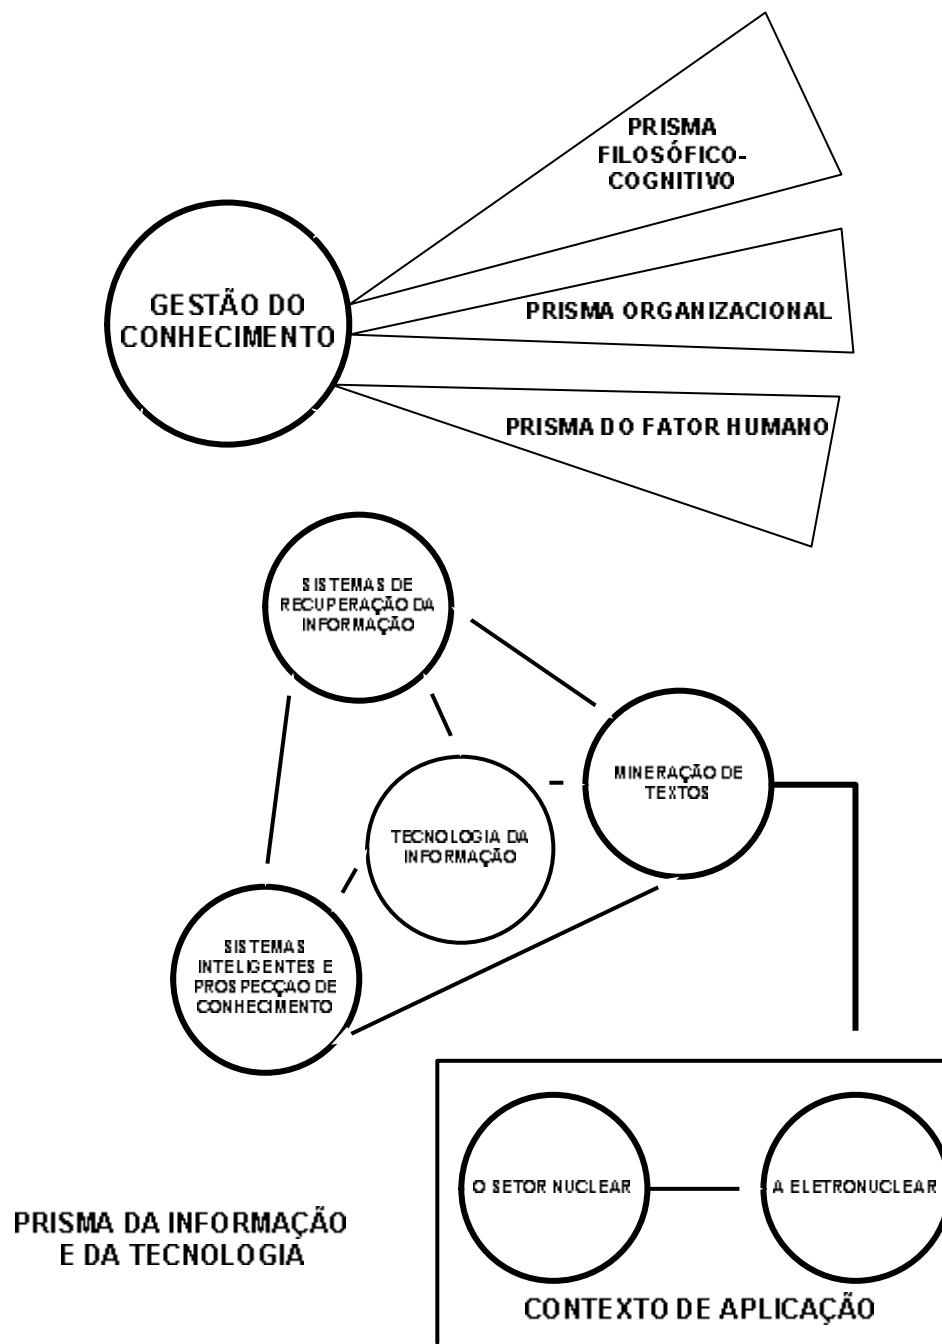 PRISMA
FILOSÓFICO-
COGNITIVO
GESTÃO DO
CONHECIMENTO
PRISMA ORGANIZACIONAL
PRISMA DO FATOR HUMANO
SISTEMAS DE
RECUPERAÇÃO DA
INFORMAÇÃO
MINERAÇÃO DE
TEXTOS
TECNOLOGIA DA
INFORMAÇÃO
SISTEMAS
INTELIGENTES E
PROSPECÇÃO DE
CONHECIMENTO
O SETOR NUCLEAR
A ELETRONUCLEAR
PRISMA DA INFORMAÇÃO
E DA TECNOLOGIA
CONTEXTO DE APLICAÇÃO